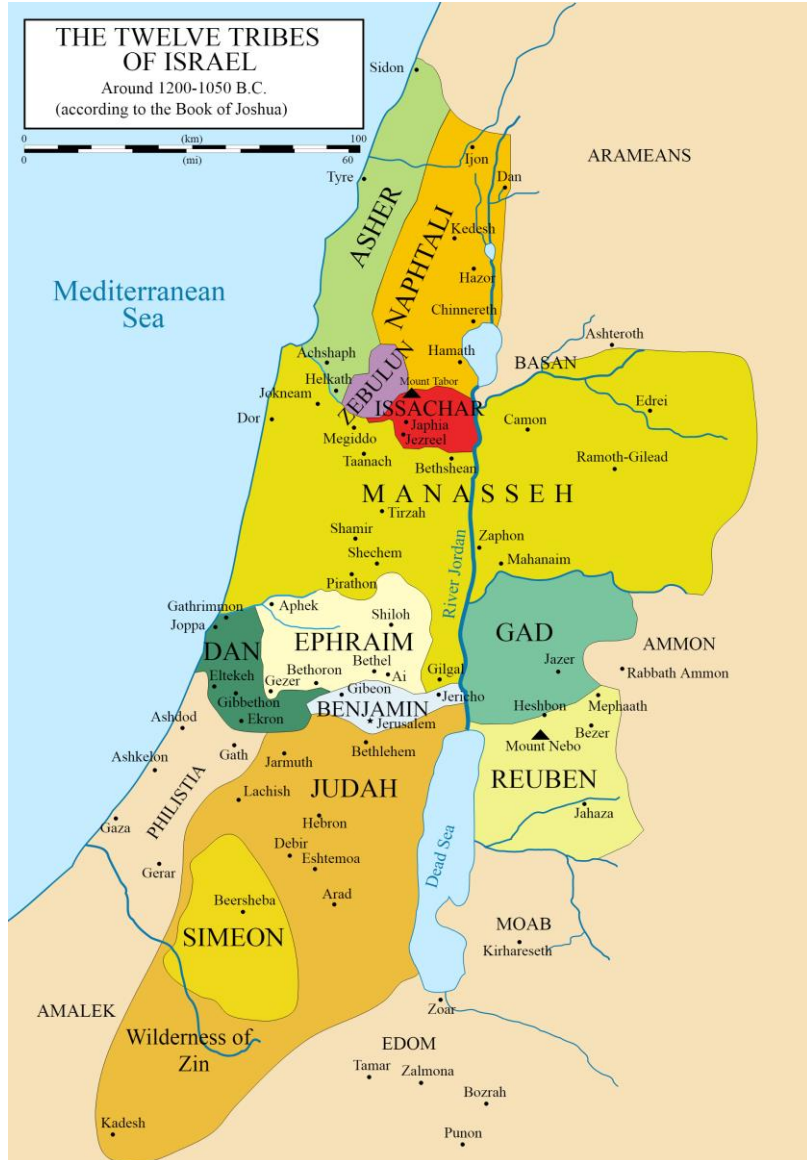 THE TWELVE TRIBES
OF ISRAEL
Around 1200-1050 B.C.
(according to the Book of Joshua)
0 (km) 100
0 (mi) 60
Sidon
Ijon
ARAMEANS
Tyre
Dan
ASHER
NAPHTALI
Kedesh
Hazor
Mediterranean
Sea
Chinnereth
Ashteroth
Achshaph
Hamath
BASAN
Helkath
ZEBULUN
Mount Tabor
Jokneam
ISSACHAR
Edrei
Dor
Japhia
Camon
Megiddo
Jezreel
Taanach
Bethshean
Ramoth-Gilead
MANASSEH
Tirzah
Shamir
Zaphon
Shechem
Mahanaim
Pirathon
River Jordan
Gathrimmon
Aphek
Joppa
Shiloh
GAD
EPHRAIM
DAN
AMMON
Bethel
Jazer
Rabbath Ammon
Eltekeh
Bethoron
Ai
Gilgal
Gezer
Gibeon
Jericho
Gibbethon
Mephaath
BENJAMIN
Heshbon
Ashdod
Ekron
Jerusalem
Bezer
Gath
Bethlehem
Mount Nebo
Ashkelon
Jarmuth
PHILISTIA
JUDAH
REUBEN
Lachish
Gaza
Hebron
Jahaza
Debir
Dead Sea
Gerar
Eshtemoa
Beersheba
Arad
SIMEON
MOAB
Kirhareseth
AMALEK
Zoar
Wilderness of
Zin
EDOM
Tamar
Zalmona
Bozrah
Kadesh
Punon